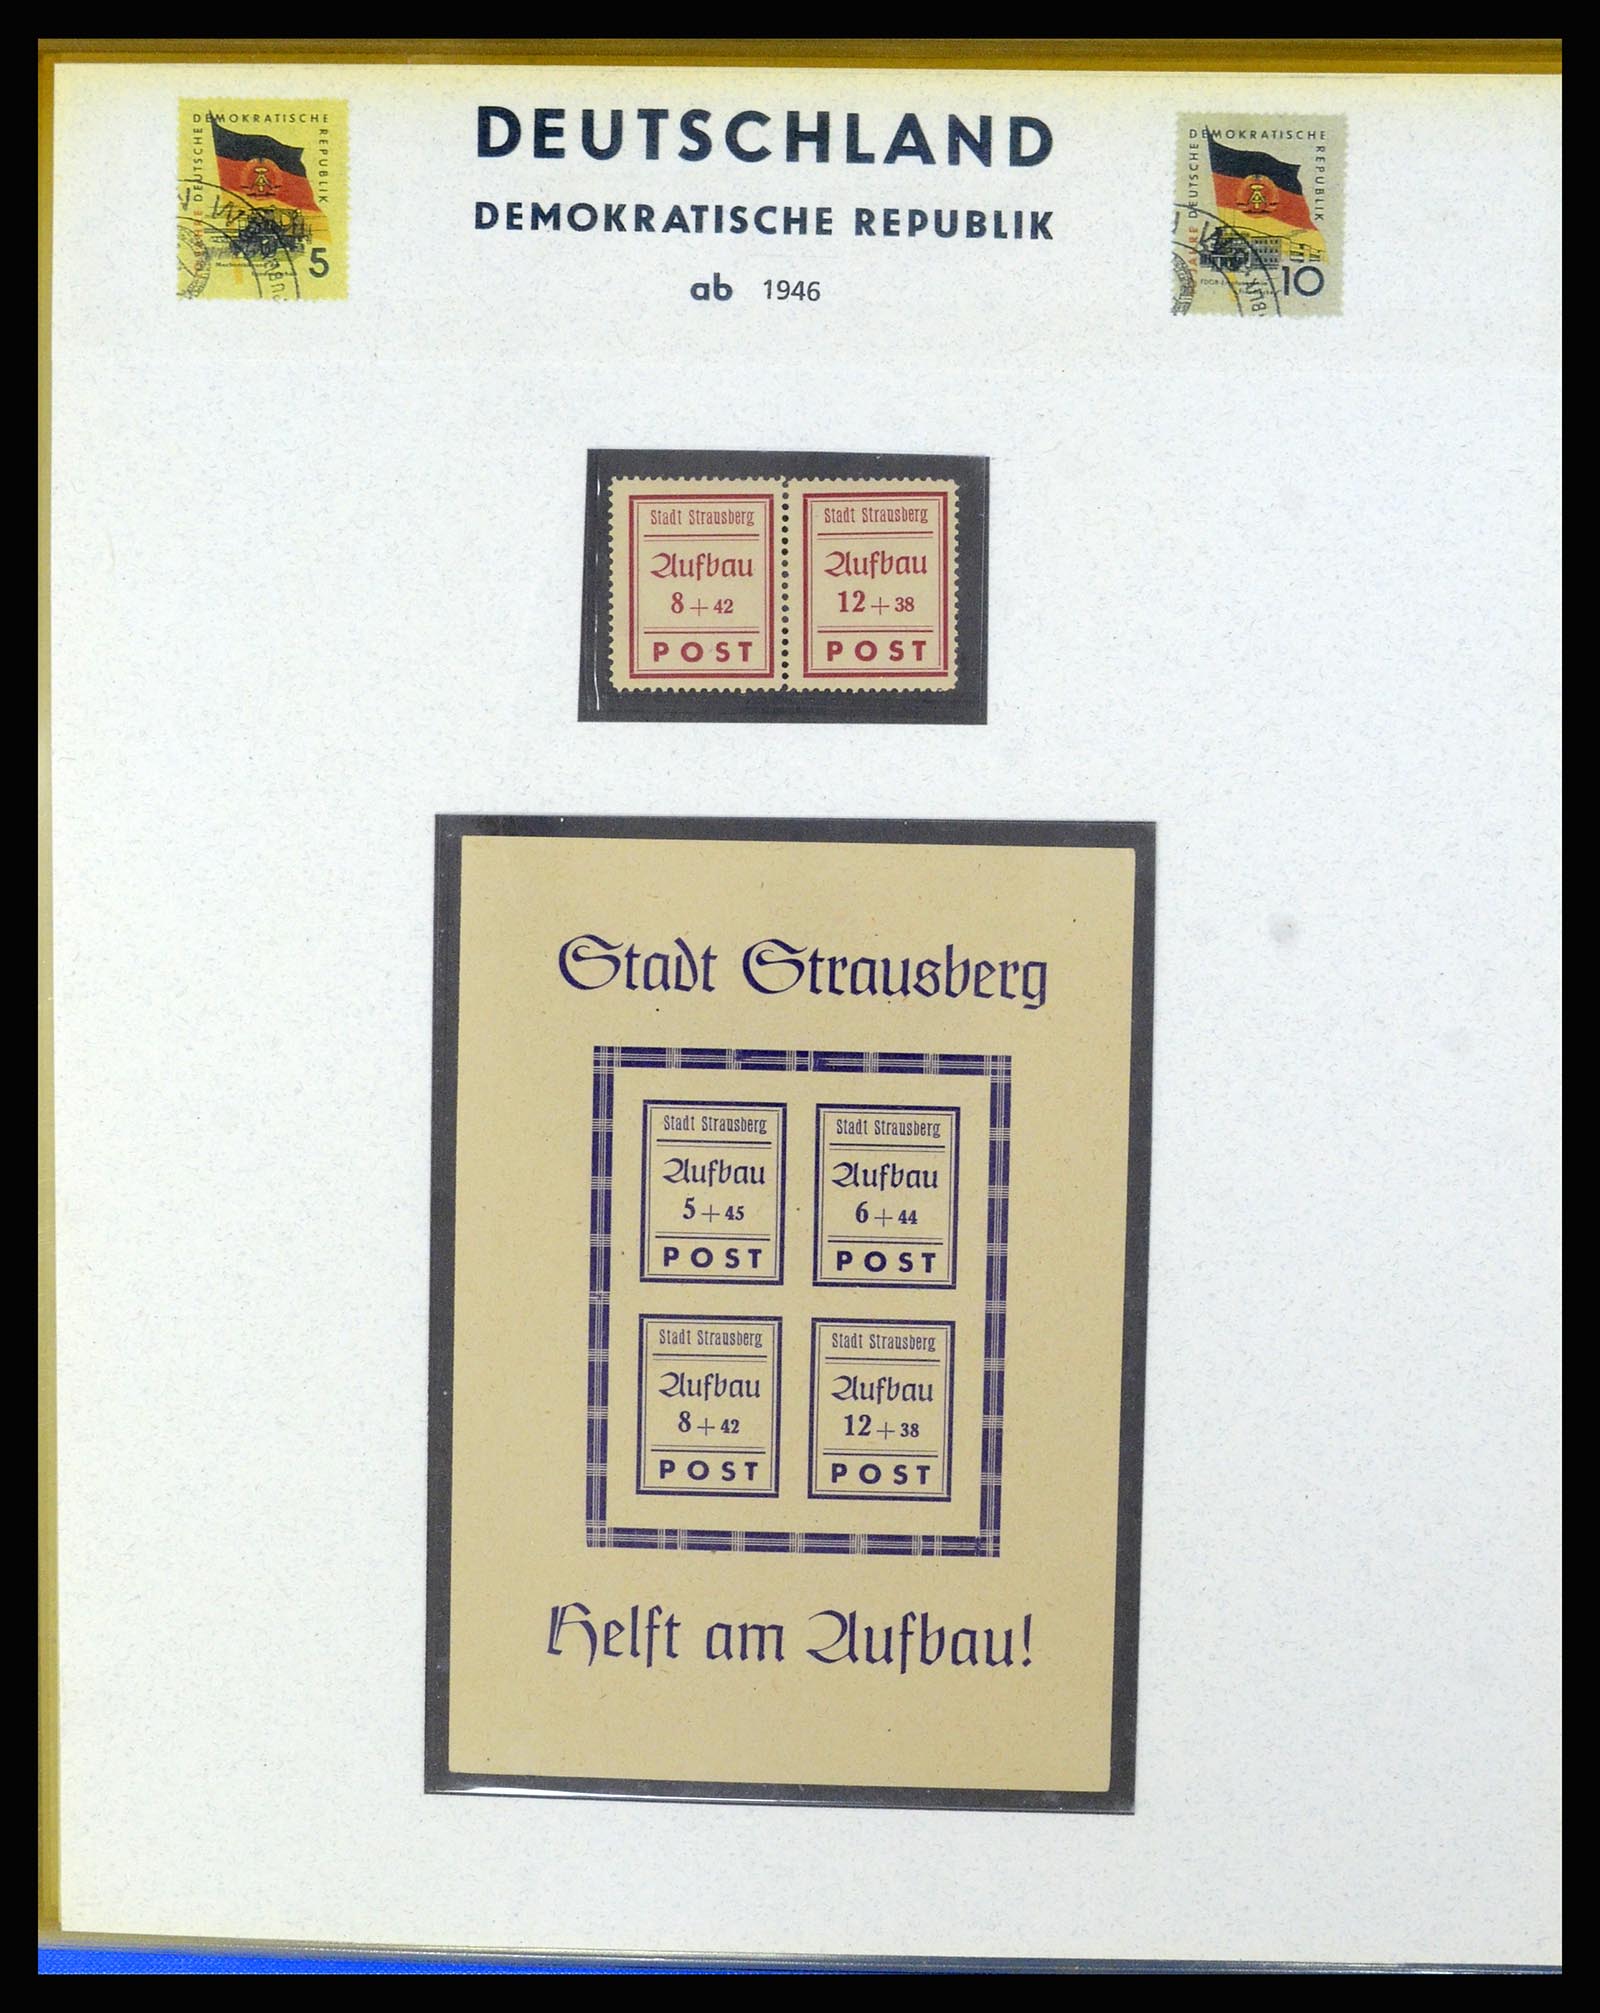 DEUTSCHLAND
DEMOKRATISCHE REPUBLIK
ab 1946
JAHRE DEUTSCHE DEMOKRATISCHE REPUBLIK
5
JAHRE DEUTSCHE DEMOKRATISCHE REPUBLIK
10
Stadt Strausberg
Aufbau
8 + 42
POST
Stadt Strausberg
Aufbau
12 + 38
POST
Stadt Strausberg
Stadt Strausberg
Aufbau
5 + 45
POST
Stadt Strausberg
Aufbau
6 + 44
POST
Stadt Strausberg
Aufbau
8 + 42
POST
Stadt Strausberg
Aufbau
12 + 38
POST
Helft am Aufbau!